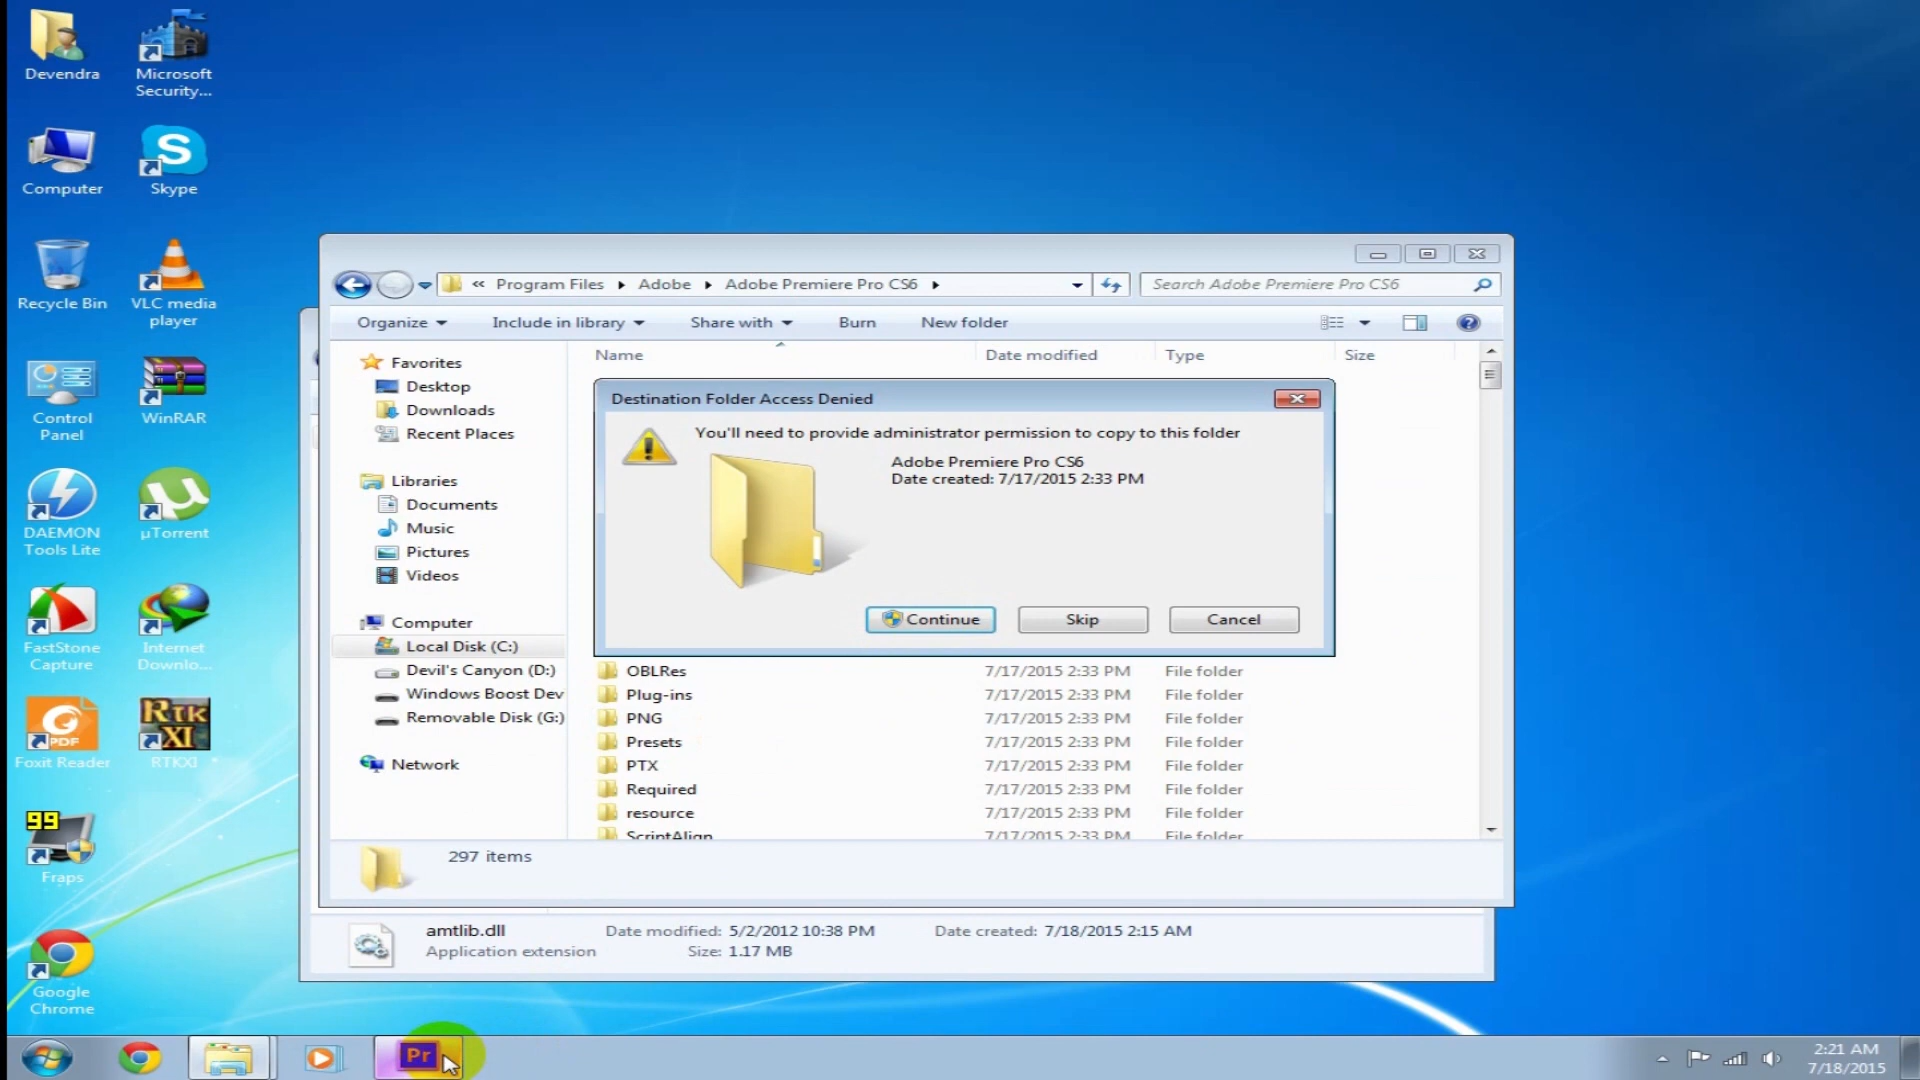 Devendra
Microsoft
Security...
Computer
Skype
Recycle Bin
VLC media
player
Control
Panel
WinRAR
DAEMON
Tools Lite
µTorrent
FastStone
Capture
Internet
Downlo...
PDF
Foxit Reader
RTK
XI
RTKXI
99
Fraps
Google
Chrome
« Program Files ▸ Adobe ▸ Adobe Premiere Pro CS6 ▸
Search Adobe Premiere Pro CS6
Organize
Include in library
Share with
Burn
New folder
Name
Date modified
Type
Size
Favorites
Desktop
Downloads
Recent Places
Libraries
Documents
Music
Pictures
Videos
Computer
Local Disk (C:)
Devil's Canyon (D:)
Windows Boost Dev
Removable Disk (G:)
Network
Destination Folder Access Denied
You'll need to provide administrator permission to copy to this folder
Adobe Premiere Pro CS6
Date created: 7/17/2015 2:33 PM
Continue
Skip
Cancel
OBLRes 7/17/2015 2:33 PM File folder
Plug-ins 7/17/2015 2:33 PM File folder
PNG 7/17/2015 2:33 PM File folder
Presets 7/17/2015 2:33 PM File folder
PTX 7/17/2015 2:33 PM File folder
Required 7/17/2015 2:33 PM File folder
resource 7/17/2015 2:33 PM File folder
ScriptAlign 7/17/2015 2:33 PM File folder
297 items
amtlib.dll Date modified: 5/2/2012 10:38 PM Date created: 7/18/2015 2:15 AM
Application extension Size: 1.17 MB
Pr
2:21 AM
7/18/2015